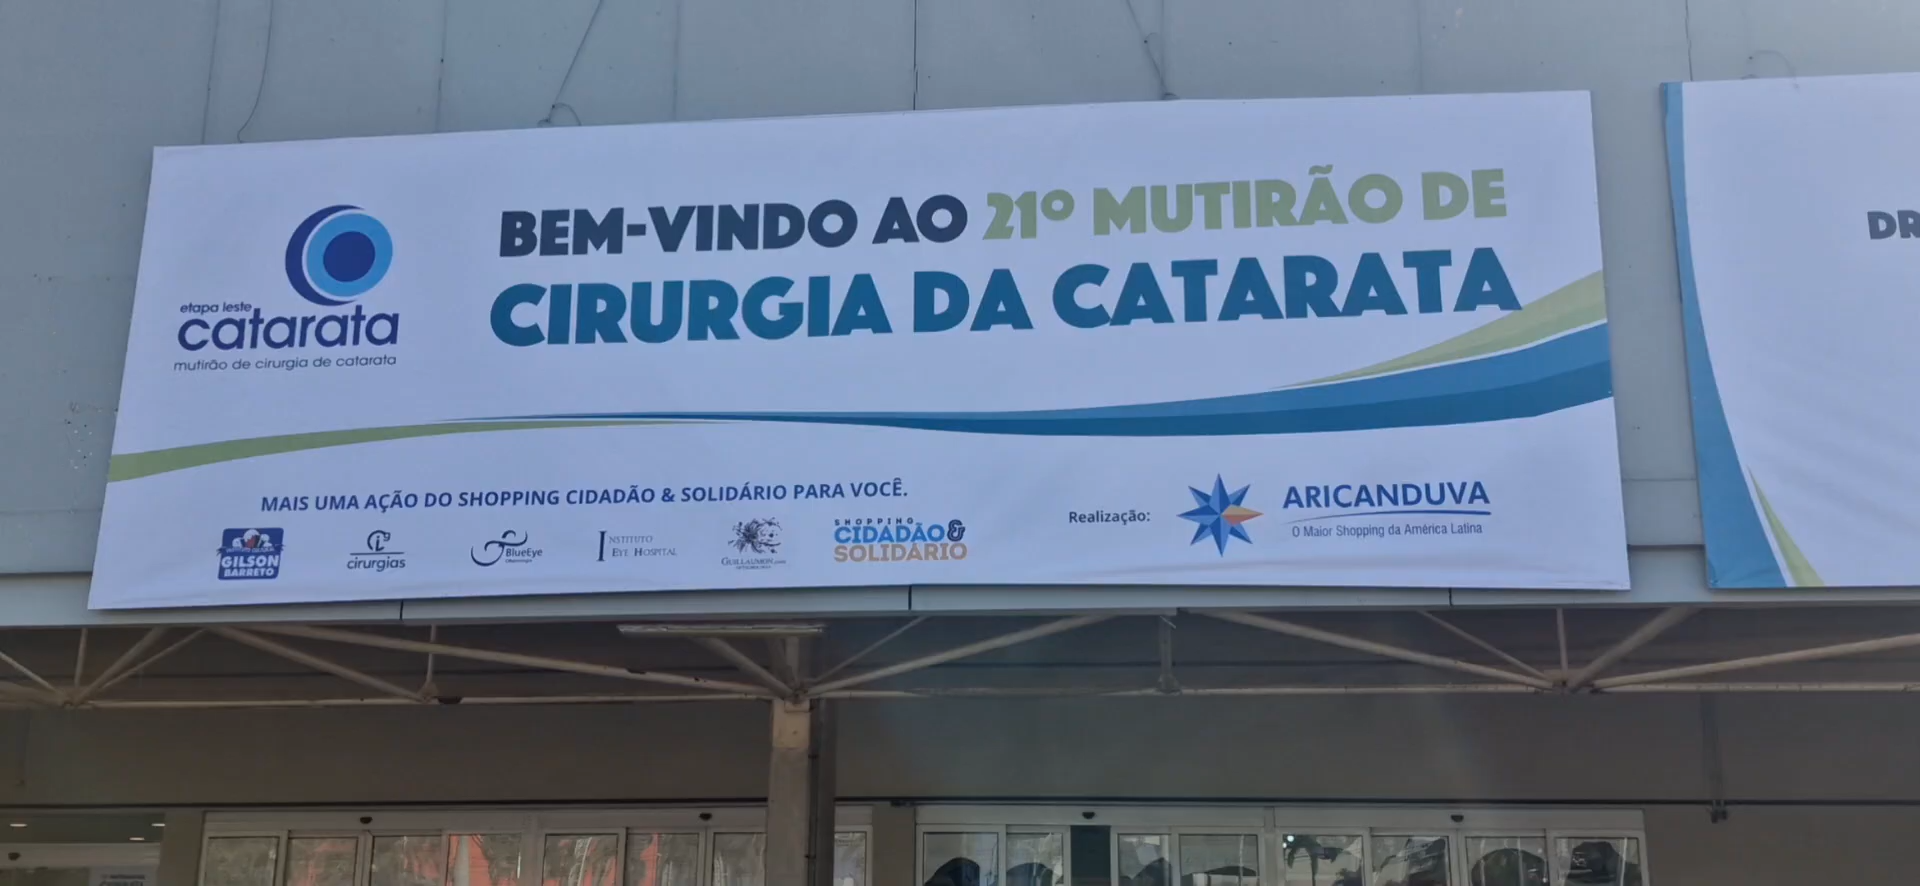 BEM-VINDO AO 21º MUTIRÃO DE
CIRURGIA DA CATARATA
etapa leste
catarata
mutirão de cirurgia de catarata
MAIS UMA AÇÃO DO SHOPPING CIDADÃO & SOLIDÁRIO PARA VOCÊ.
GILSON
BARRETO
cirurgias
BlueEye
INSTITUTO
EYE HOSPITAL
SHOPPING
CIDADÃO &
SOLIDÁRIO
Realização:
ARICANDUVA
O Maior Shopping da América Latina
DR